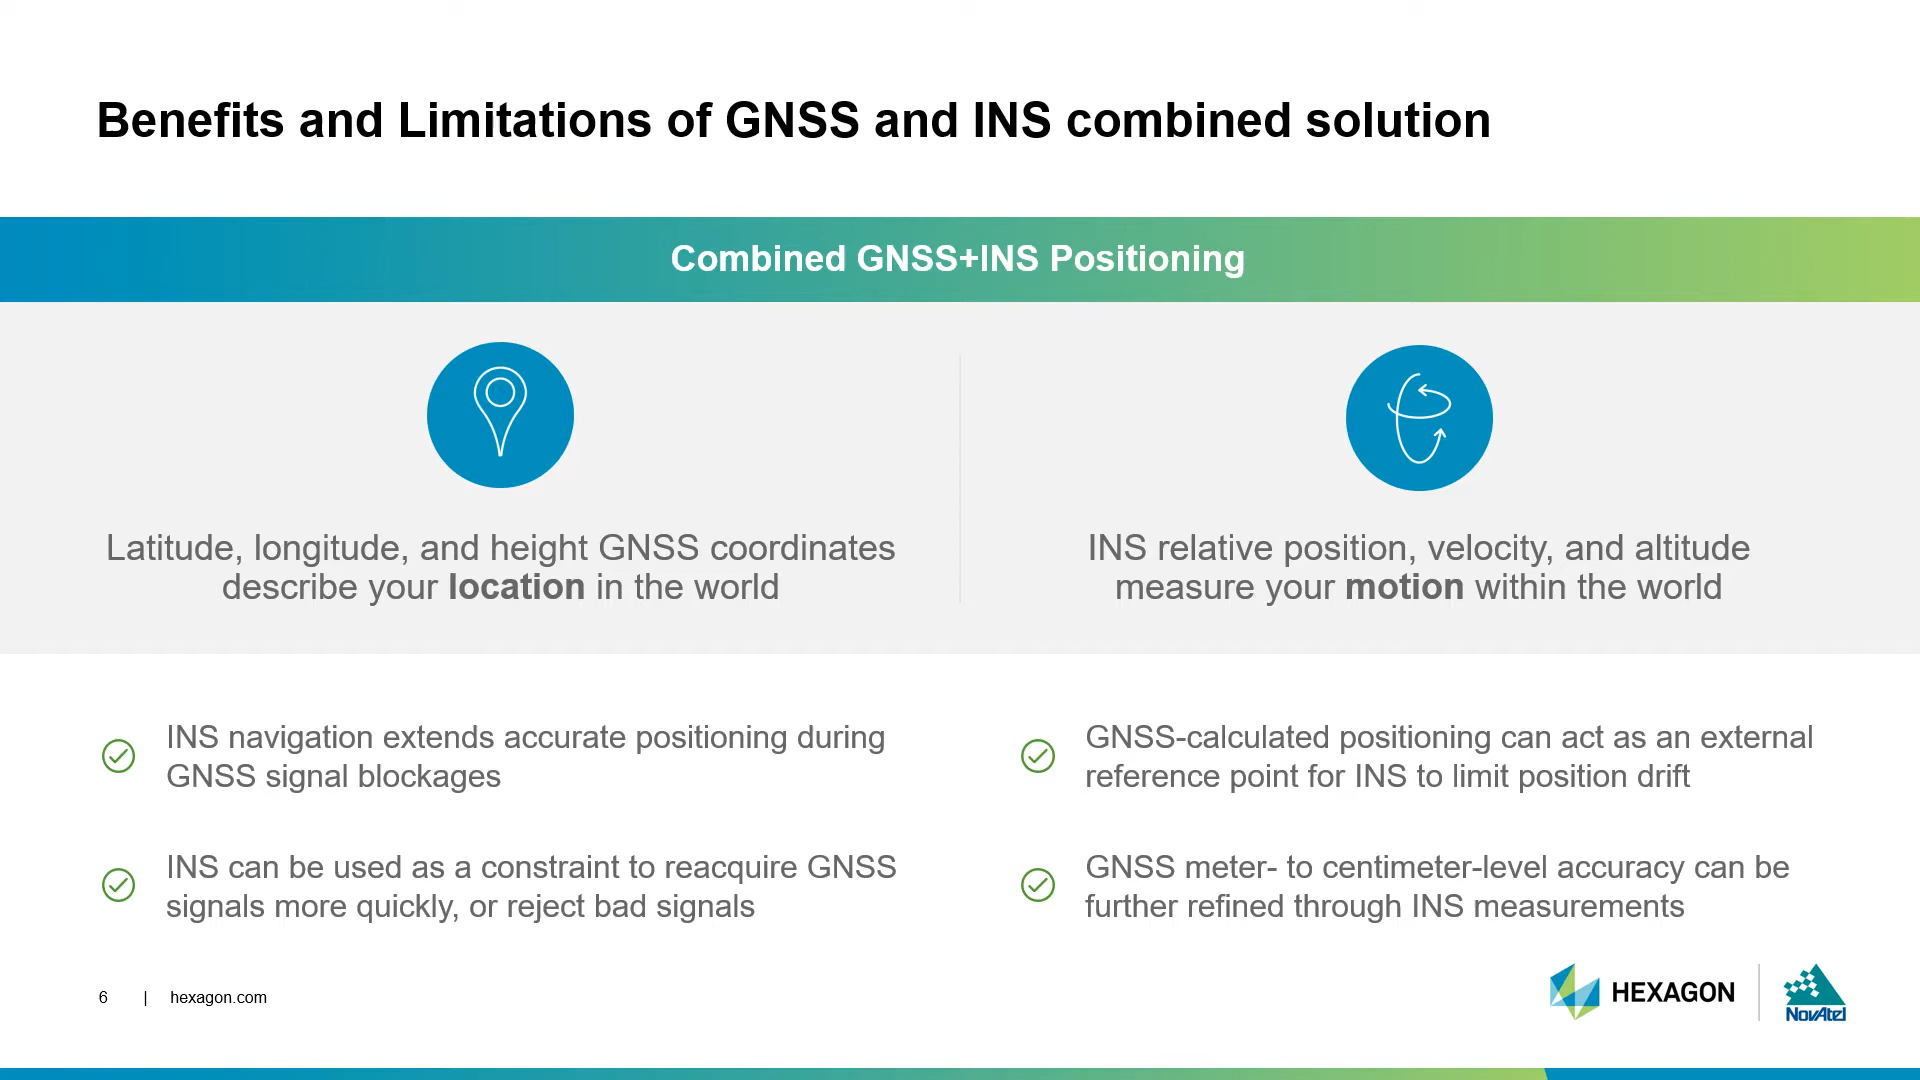 Benefits and Limitations of GNSS and INS combined solution
Combined GNSS+INS Positioning
Latitude, longitude, and height GNSS coordinates
describe your location in the world
INS relative position, velocity, and altitude
measure your motion within the world
INS navigation extends accurate positioning during
GNSS signal blockages
INS can be used as a constraint to reacquire GNSS
signals more quickly, or reject bad signals
GNSS-calculated positioning can act as an external
reference point for INS to limit position drift
GNSS meter- to centimeter-level accuracy can be
further refined through INS measurements
6 | hexagon.com
HEXAGON
NovAtel